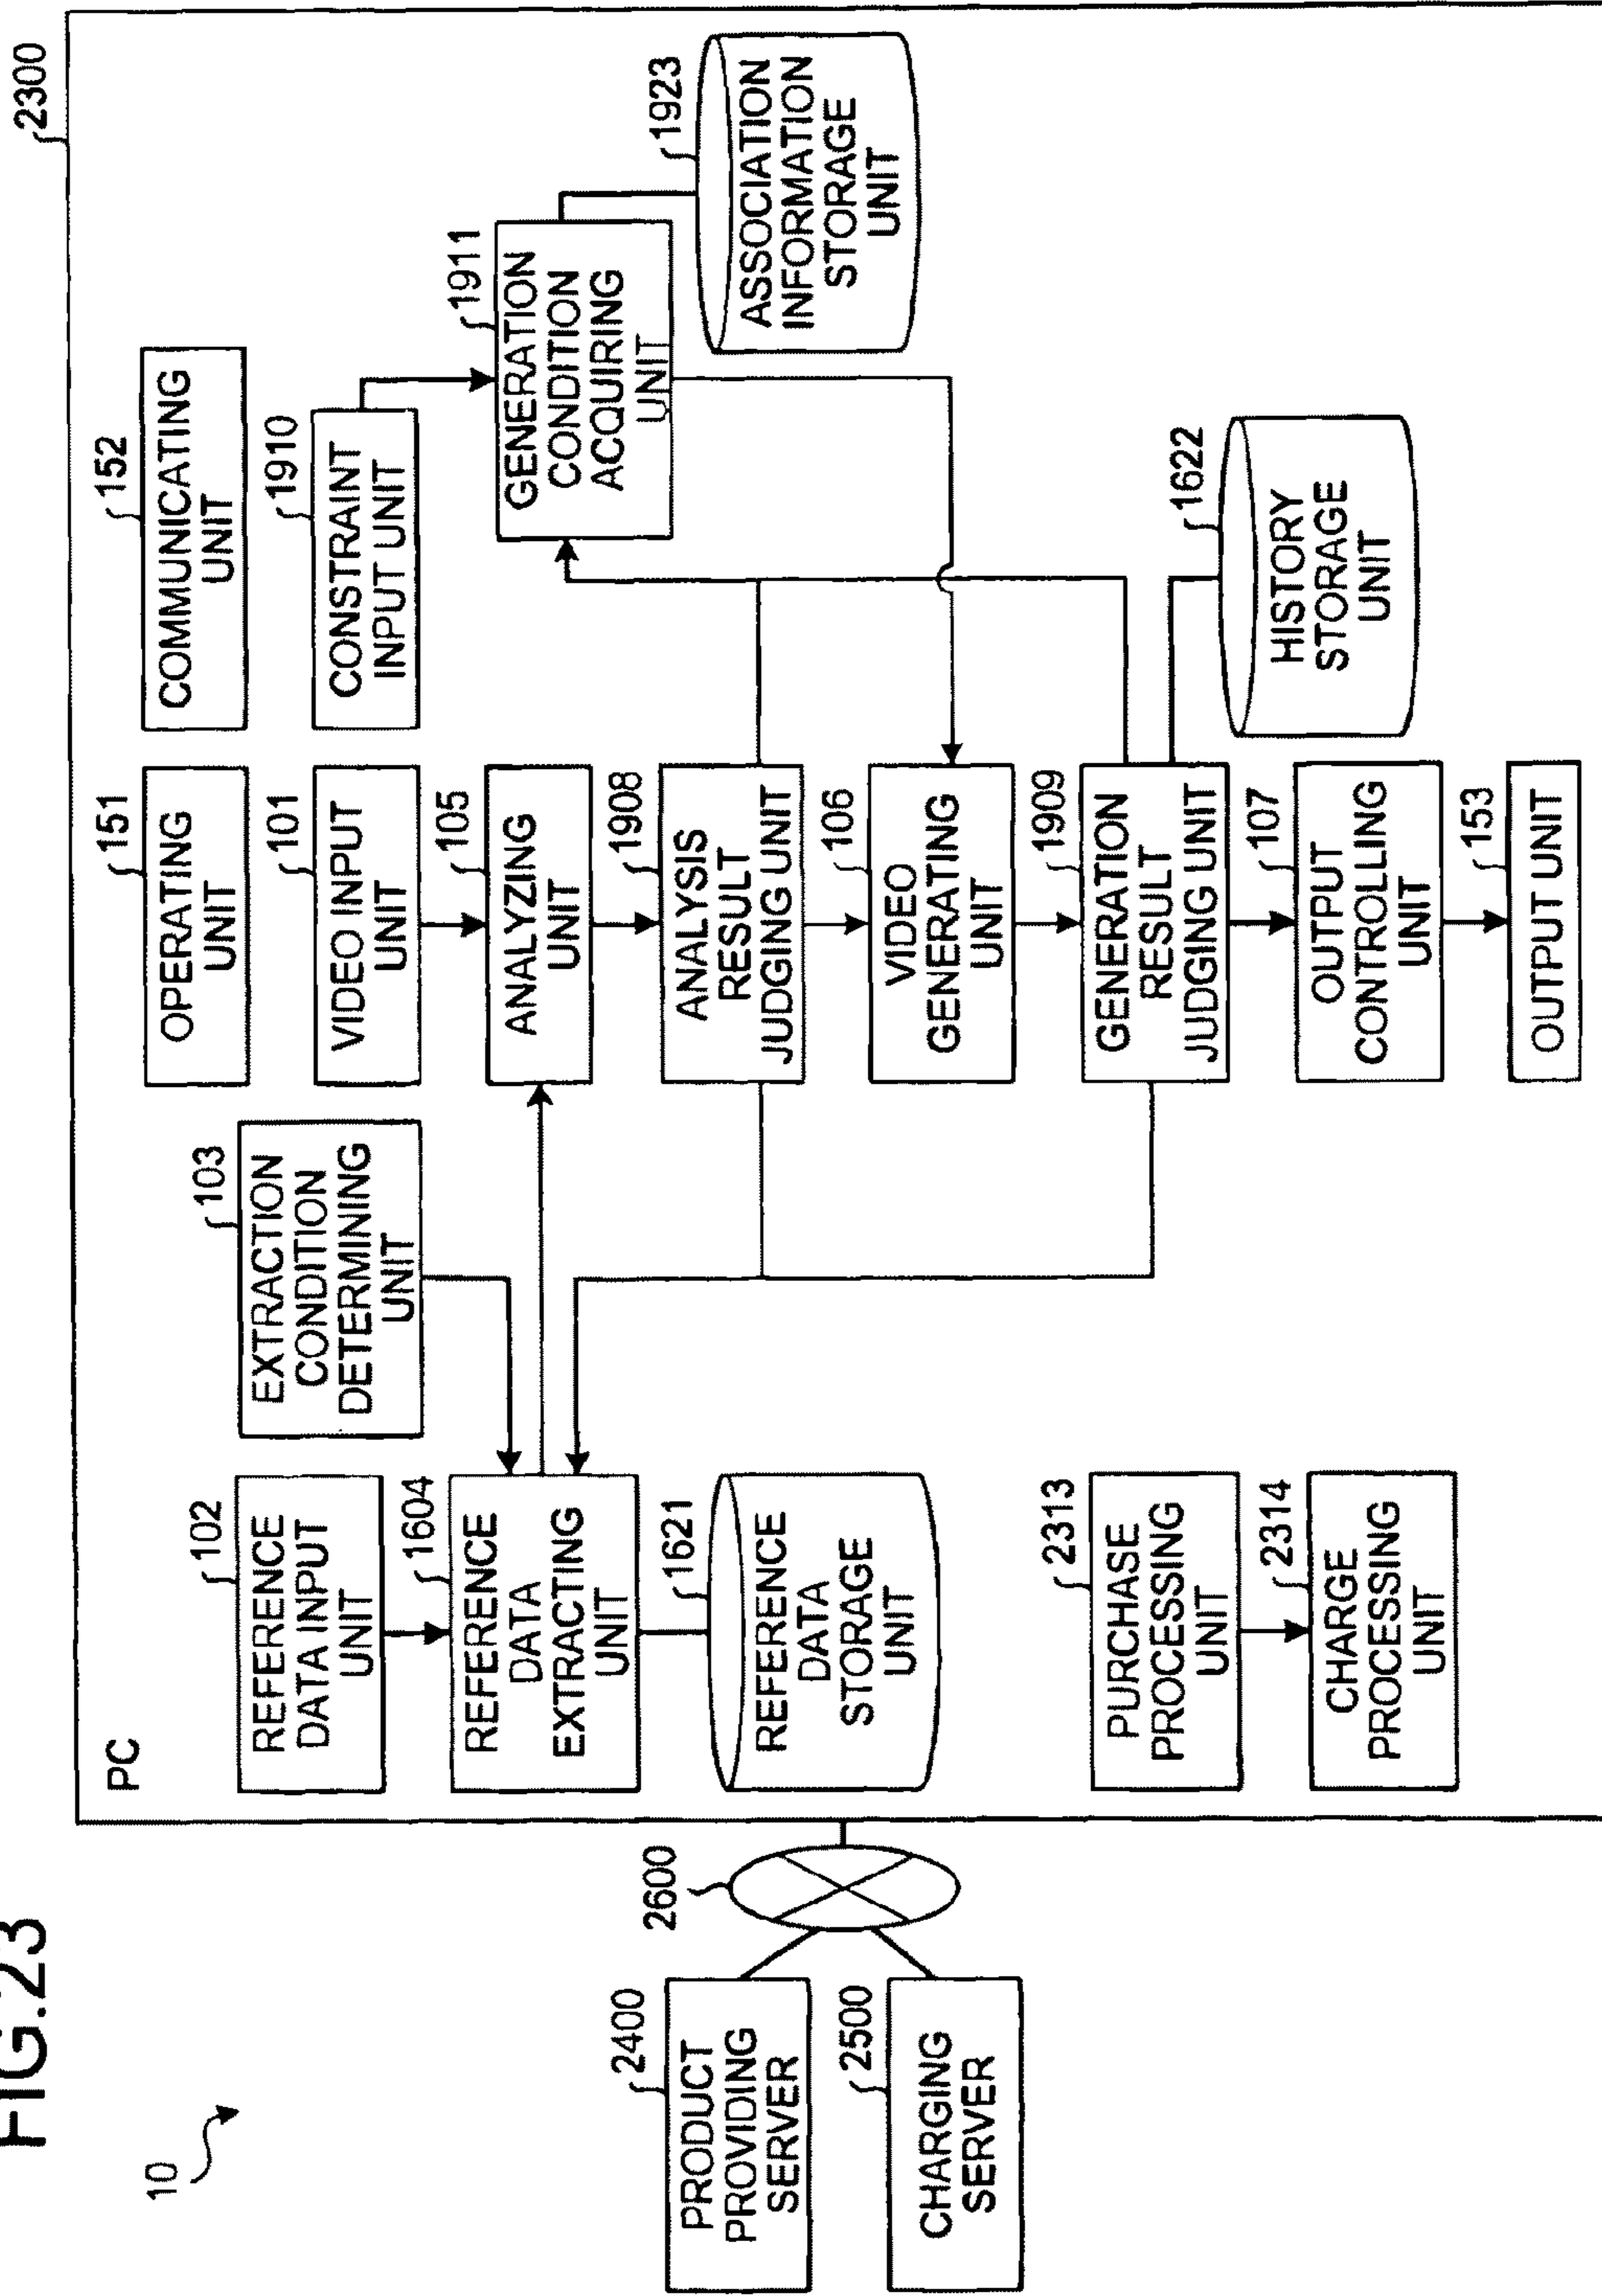 FIG.23
10
2300
PC
2400
PRODUCT
PROVIDING
SERVER
2500
CHARGING
SERVER
2600
102
REFERENCE
DATA INPUT
UNIT
1604
REFERENCE
DATA
EXTRACTING
UNIT
1621
REFERENCE
DATA
STORAGE
UNIT
2313
PURCHASE
PROCESSING
UNIT
2314
CHARGE
PROCESSING
UNIT
103
EXTRACTION
CONDITION
DETERMINING
UNIT
151
OPERATING
UNIT
101
VIDEO INPUT
UNIT
105
ANALYZING
UNIT
1908
ANALYSIS
RESULT
JUDGING UNIT
106
VIDEO
GENERATING
UNIT
1909
GENERATION
RESULT
JUDGING UNIT
107
OUTPUT
CONTROLLING
UNIT
153
OUTPUT UNIT
152
COMMUNICATING
UNIT
1910
CONSTRAINT
INPUT UNIT
1911
GENERATION
CONDITION
ACQUIRING
UNIT
1923
ASSOCIATION
INFORMATION
STORAGE
UNIT
1622
HISTORY
STORAGE
UNIT